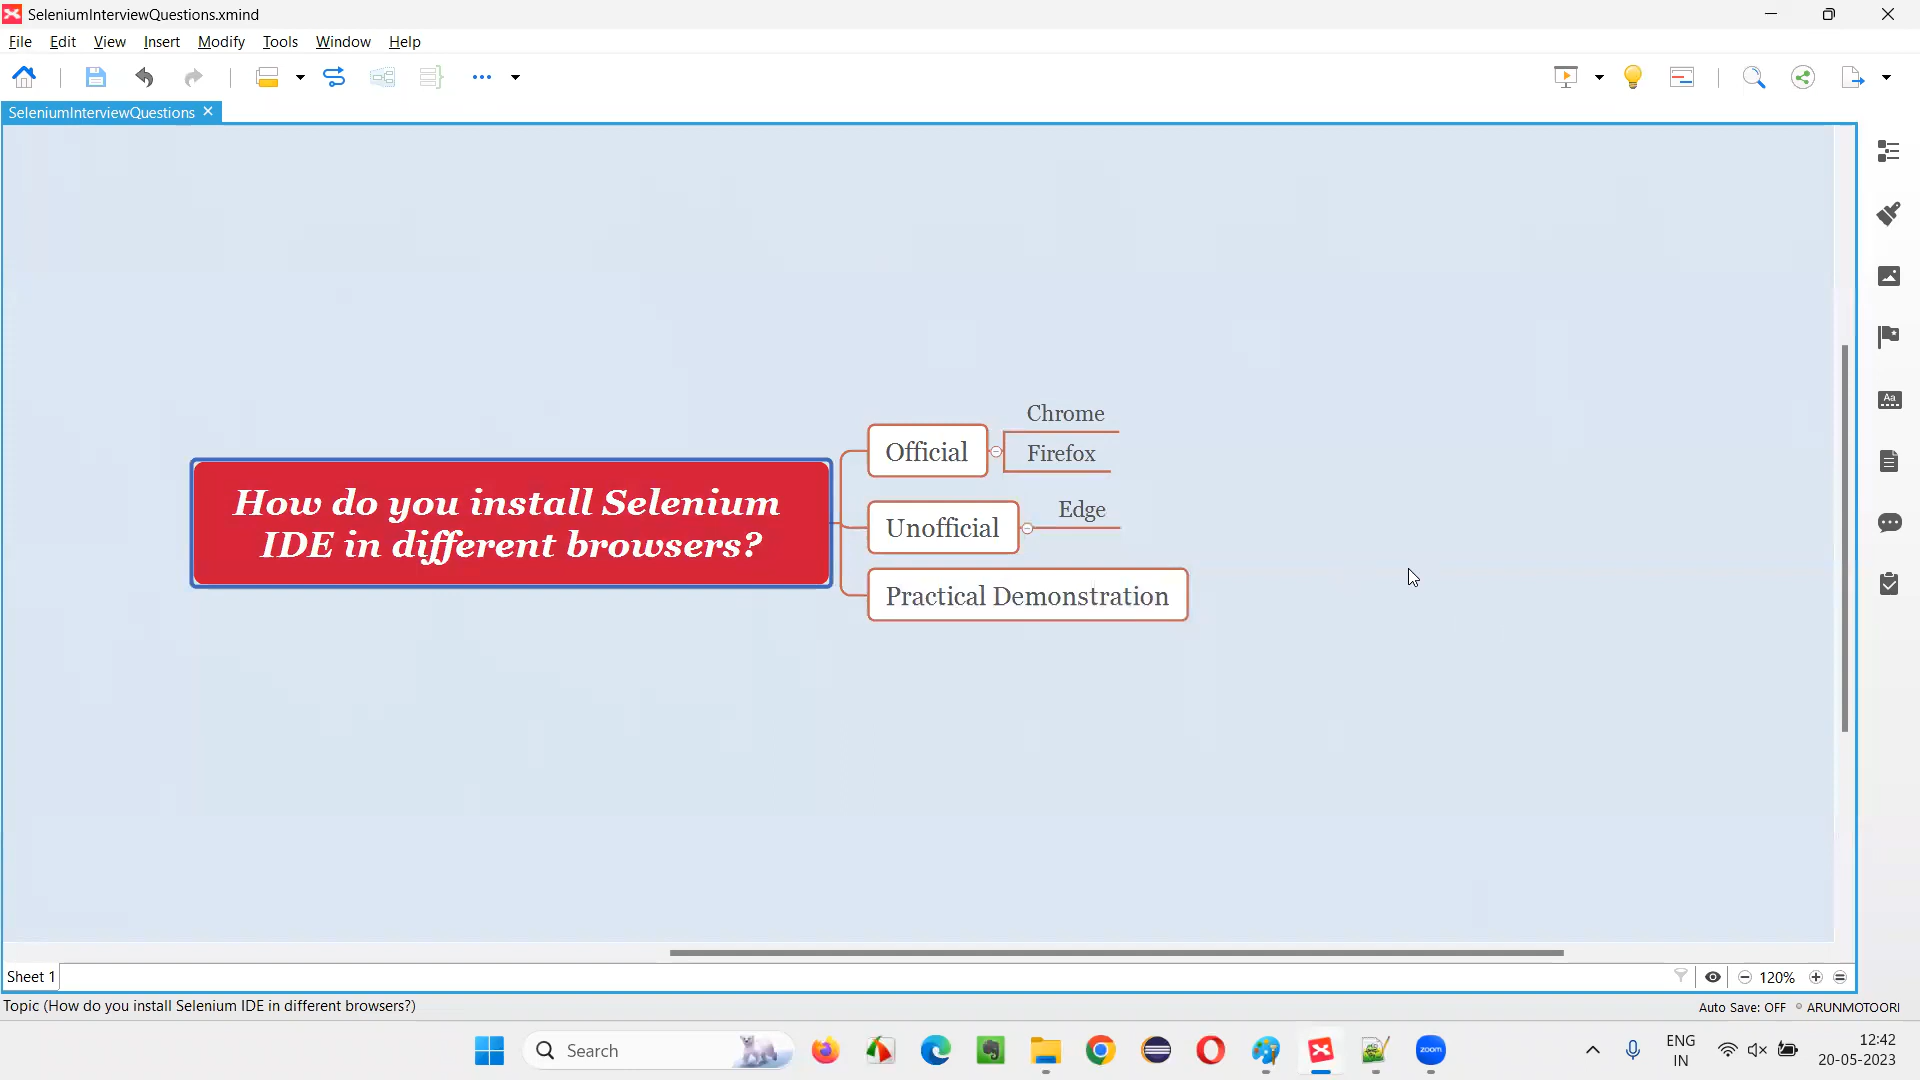 SeleniumInterviewQuestions.xmind
File Edit View Insert Modify Tools Window Help
SeleniumInterviewQuestions
How do you install Selenium
IDE in different browsers?
Official
Chrome
Firefox
Unofficial
Edge
Practical Demonstration
Aa
Sheet 1
120%
Topic (How do you install Selenium IDE in different browsers?)
Auto Save: OFF
ARUNMOTOORI
Search
zoom
ENG
IN
12:42
20-05-2023